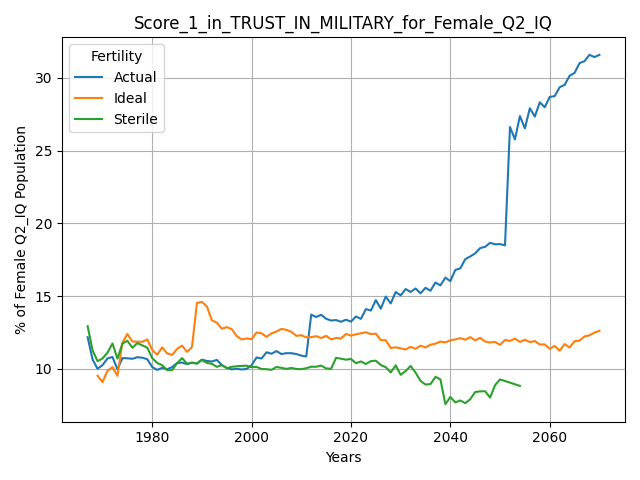 Score_1_in_TRUST_IN_MILITARY_for_Female_Q2_IQ
Fertility
Actual
Ideal
Sterile
% of Female Q2_IQ Population
30
25
20
15
10
1980
2000
2020
2040
2060
Years